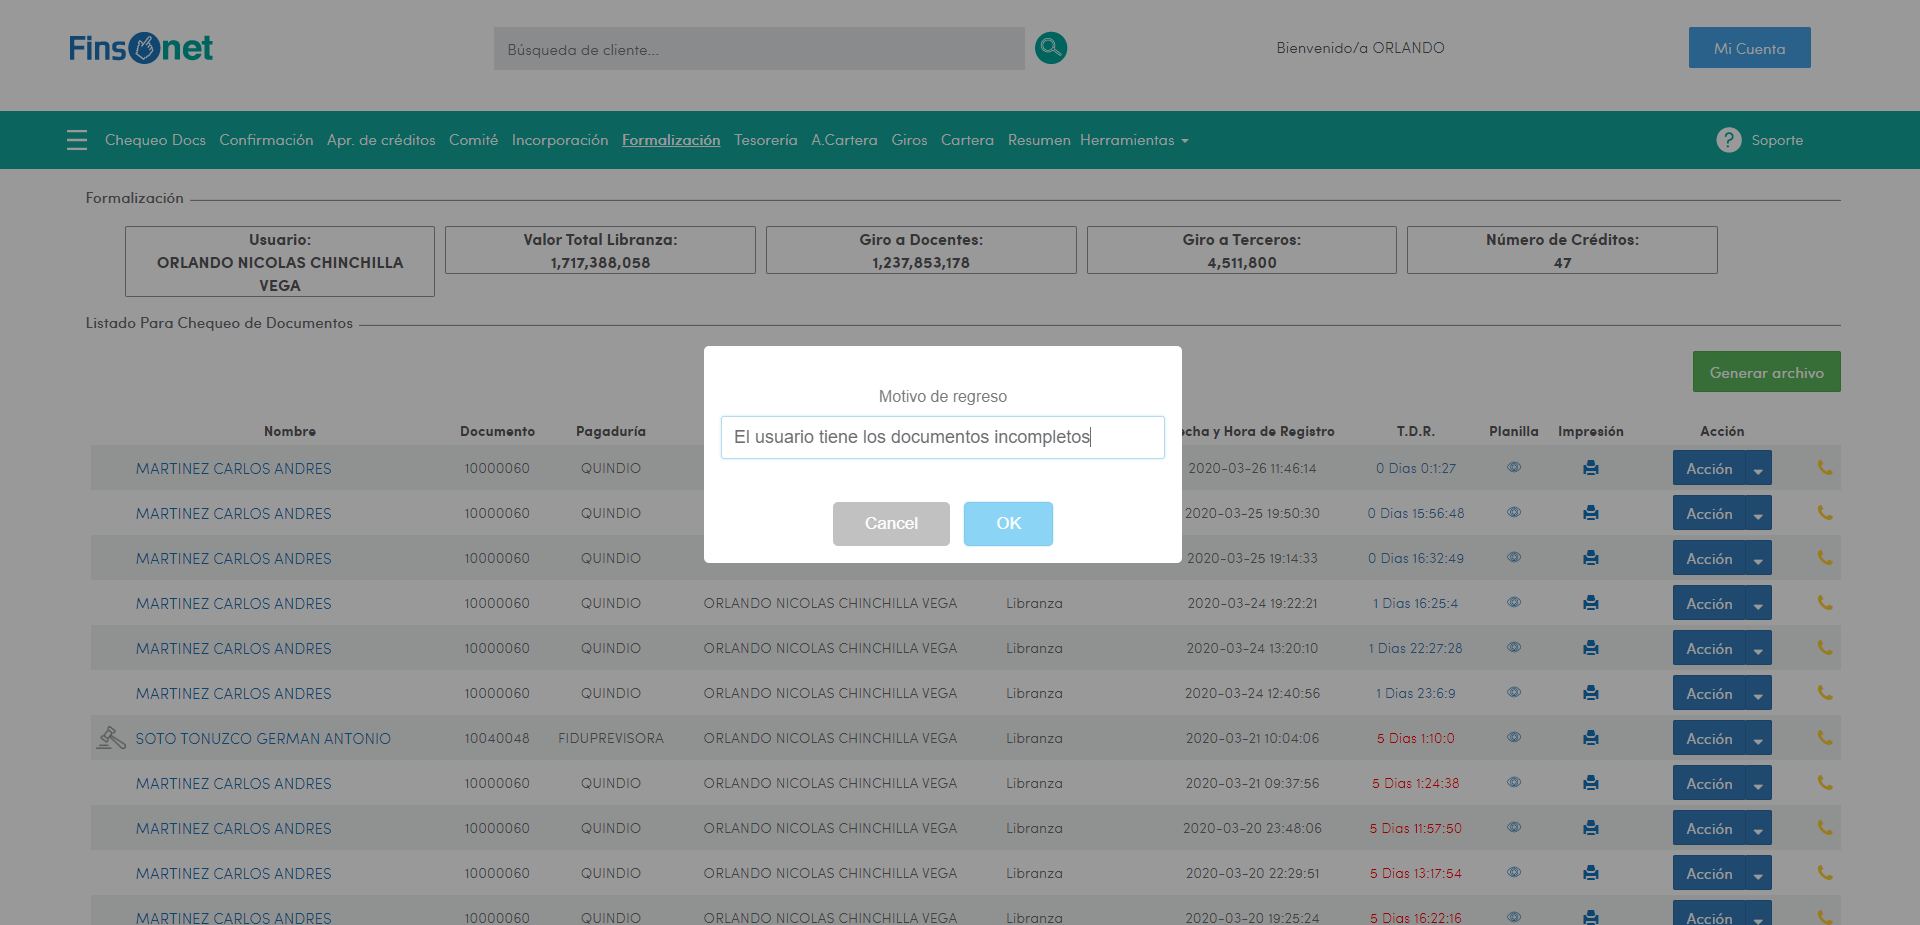 Finsonet
Búsqueda de cliente...
Bienvenido/a ORLANDO
Mi Cuenta
Chequeo Docs Confirmación Apr. de créditos Comité Incorporación Formalización Tesorería A.Cartera Giros Cartera Resumen Herramientas
? Soporte
Formalización
Usuario:
ORLANDO NICOLAS CHINCHILLA
VEGA
Valor Total Libranza:
1,717,388,058
Giro a Docentes:
1,237,853,178
Giro a Terceros:
4,511,800
Número de Créditos:
47
Listado Para Chequeo de Documentos
Generar archivo
Motivo de regreso
El usuario tiene los documentos incompletos
Cancel OK
Nombre Documento Pagaduría y Hora de Registro T.D.R. Planilla Impresión Acción
MARTINEZ CARLOS ANDRES 10000060 QUINDIO 2020-03-26 11:46:14 0 Dias 0:1:27 Acción
MARTINEZ CARLOS ANDRES 10000060 QUINDIO 2020-03-25 19:50:30 0 Dias 15:56:48 Acción
MARTINEZ CARLOS ANDRES 10000060 QUINDIO 2020-03-25 19:14:33 0 Dias 16:32:49 Acción
MARTINEZ CARLOS ANDRES 10000060 QUINDIO ORLANDO NICOLAS CHINCHILLA VEGA Libranza 2020-03-24 19:22:21 1 Dias 16:25:4 Acción
MARTINEZ CARLOS ANDRES 10000060 QUINDIO ORLANDO NICOLAS CHINCHILLA VEGA Libranza 2020-03-24 13:20:10 1 Dias 22:27:28 Acción
MARTINEZ CARLOS ANDRES 10000060 QUINDIO ORLANDO NICOLAS CHINCHILLA VEGA Libranza 2020-03-24 12:40:56 1 Dias 23:6:9 Acción
SOTO TONUZCO GERMAN ANTONIO 10040048 FIDUPREVISORA ORLANDO NICOLAS CHINCHILLA VEGA Libranza 2020-03-21 10:04:06 5 Dias 1:10:0 Acción
MARTINEZ CARLOS ANDRES 10000060 QUINDIO ORLANDO NICOLAS CHINCHILLA VEGA Libranza 2020-03-21 09:37:56 5 Dias 1:24:38 Acción
MARTINEZ CARLOS ANDRES 10000060 QUINDIO ORLANDO NICOLAS CHINCHILLA VEGA Libranza 2020-03-20 23:48:06 5 Dias 11:57:50 Acción
MARTINEZ CARLOS ANDRES 10000060 QUINDIO ORLANDO NICOLAS CHINCHILLA VEGA Libranza 2020-03-20 22:29:51 5 Dias 13:17:54 Acción
MARTINEZ CARLOS ANDRES 10000060 QUINDIO ORLANDO NICOLAS CHINCHILLA VEGA Libranza 2020-03-20 19:25:24 5 Dias 16:22:16 Acción